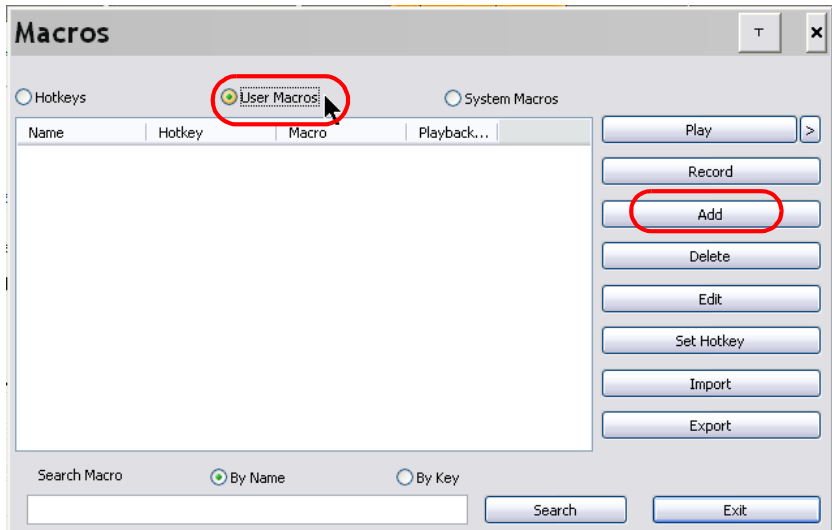 Macros
T
×
Hotkeys
User Macros
System Macros
Name Hotkey Macro Playback...
Play >
Record
Add
Delete
Edit
Set Hotkey
Import
Export
Search Macro
By Name
By Key
Search
Exit